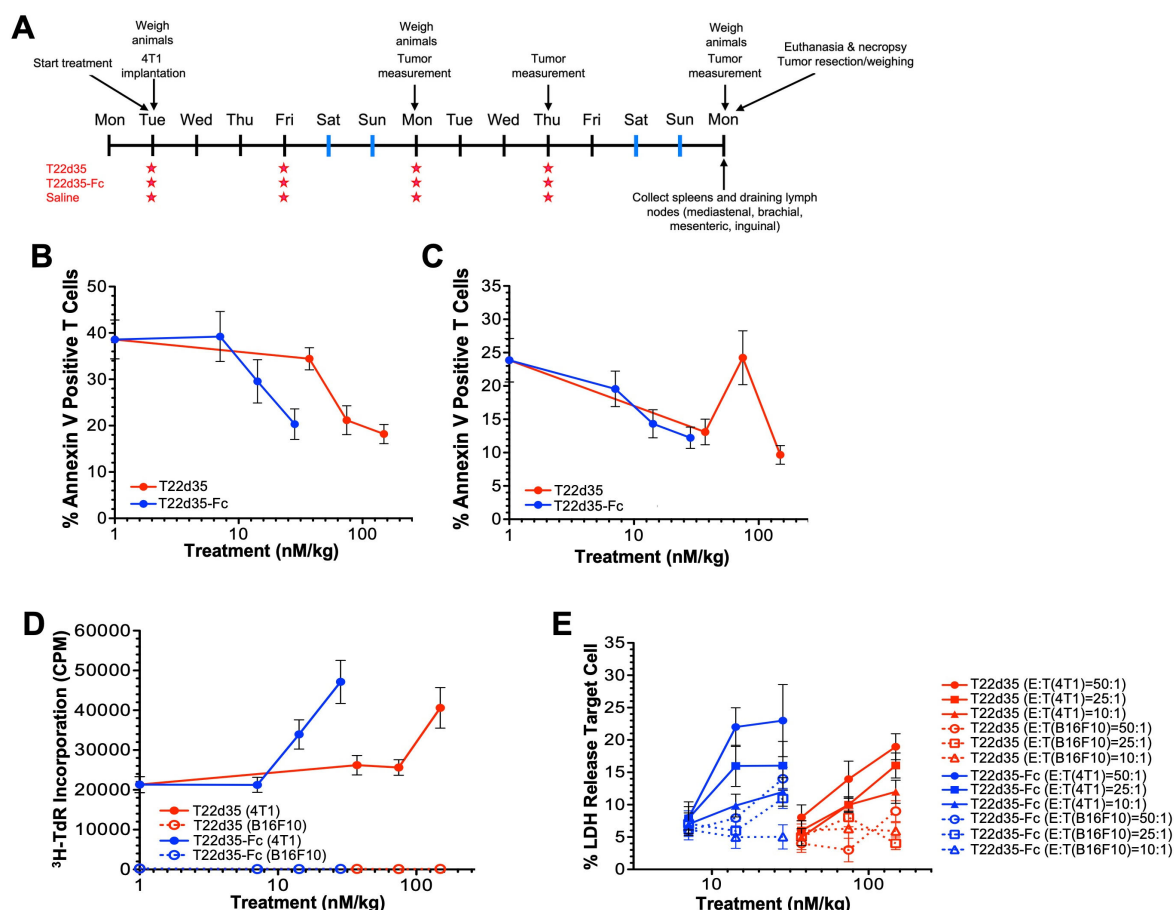 A
Weigh
animals
4T1
implantation
Start treatment
Weigh
animals
Tumor
measurement
Tumor
measurement
Weigh
animals
Tumor
measurement
Euthanasia & necropsy
Tumor resection/weighing
Mon Tue Wed Thu Fri Sat Sun Mon Tue Wed Thu Fri Sat Sun Mon
T22d35
T22d35-Fc
Saline
Collect spleens and draining lymph
nodes (mediastenal, brachial,
mesenteric, inguinal)
B
% Annexin V Positive T Cells
50
40
30
20
10
0
T22d35
T22d35-Fc
1 10 100
Treatment (nM/kg)
C
% Annexin V Positive T Cells
35
30
25
20
15
10
5
0
T22d35
T22d35-Fc
1 10 100
Treatment (nM/kg)
D
³H-TdR Incorporation (CPM)
60000
50000
40000
30000
20000
10000
0
T22d35 (4T1)
T22d35 (B16F10)
T22d35-Fc (4T1)
T22d35-Fc (B16F10)
1 10 100
Treatment (nM/kg)
E
% LDH Release Target Cell
35
30
25
20
15
10
5
0
10 100
Treatment (nM/kg)
T22d35 (E:T(4T1)=50:1)
T22d35 (E:T(4T1)=25:1)
T22d35 (E:T(4T1)=10:1)
T22d35 (E:T(B16F10)=50:1)
T22d35 (E:T(B16F10)=25:1)
T22d35 (E:T(B16F10)=10:1)
T22d35-Fc (E:T(4T1)=50:1)
T22d35-Fc (E:T(4T1)=25:1)
T22d35-Fc (E:T(4T1)=10:1)
T22d35-Fc (E:T(B16F10)=50:1)
T22d35-Fc (E:T(B16F10)=25:1)
T22d35-Fc (E:T(B16F10)=10:1)